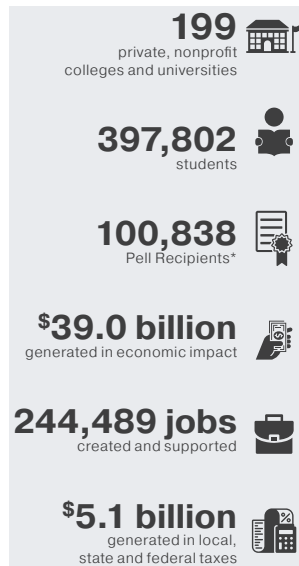 199
private, nonprofit
colleges and universities
397,802
students
100,838
Pell Recipients*
$39.0 billion
generated in economic impact
244,489 jobs
created and supported
$5.1 billion
generated in local,
state and federal taxes